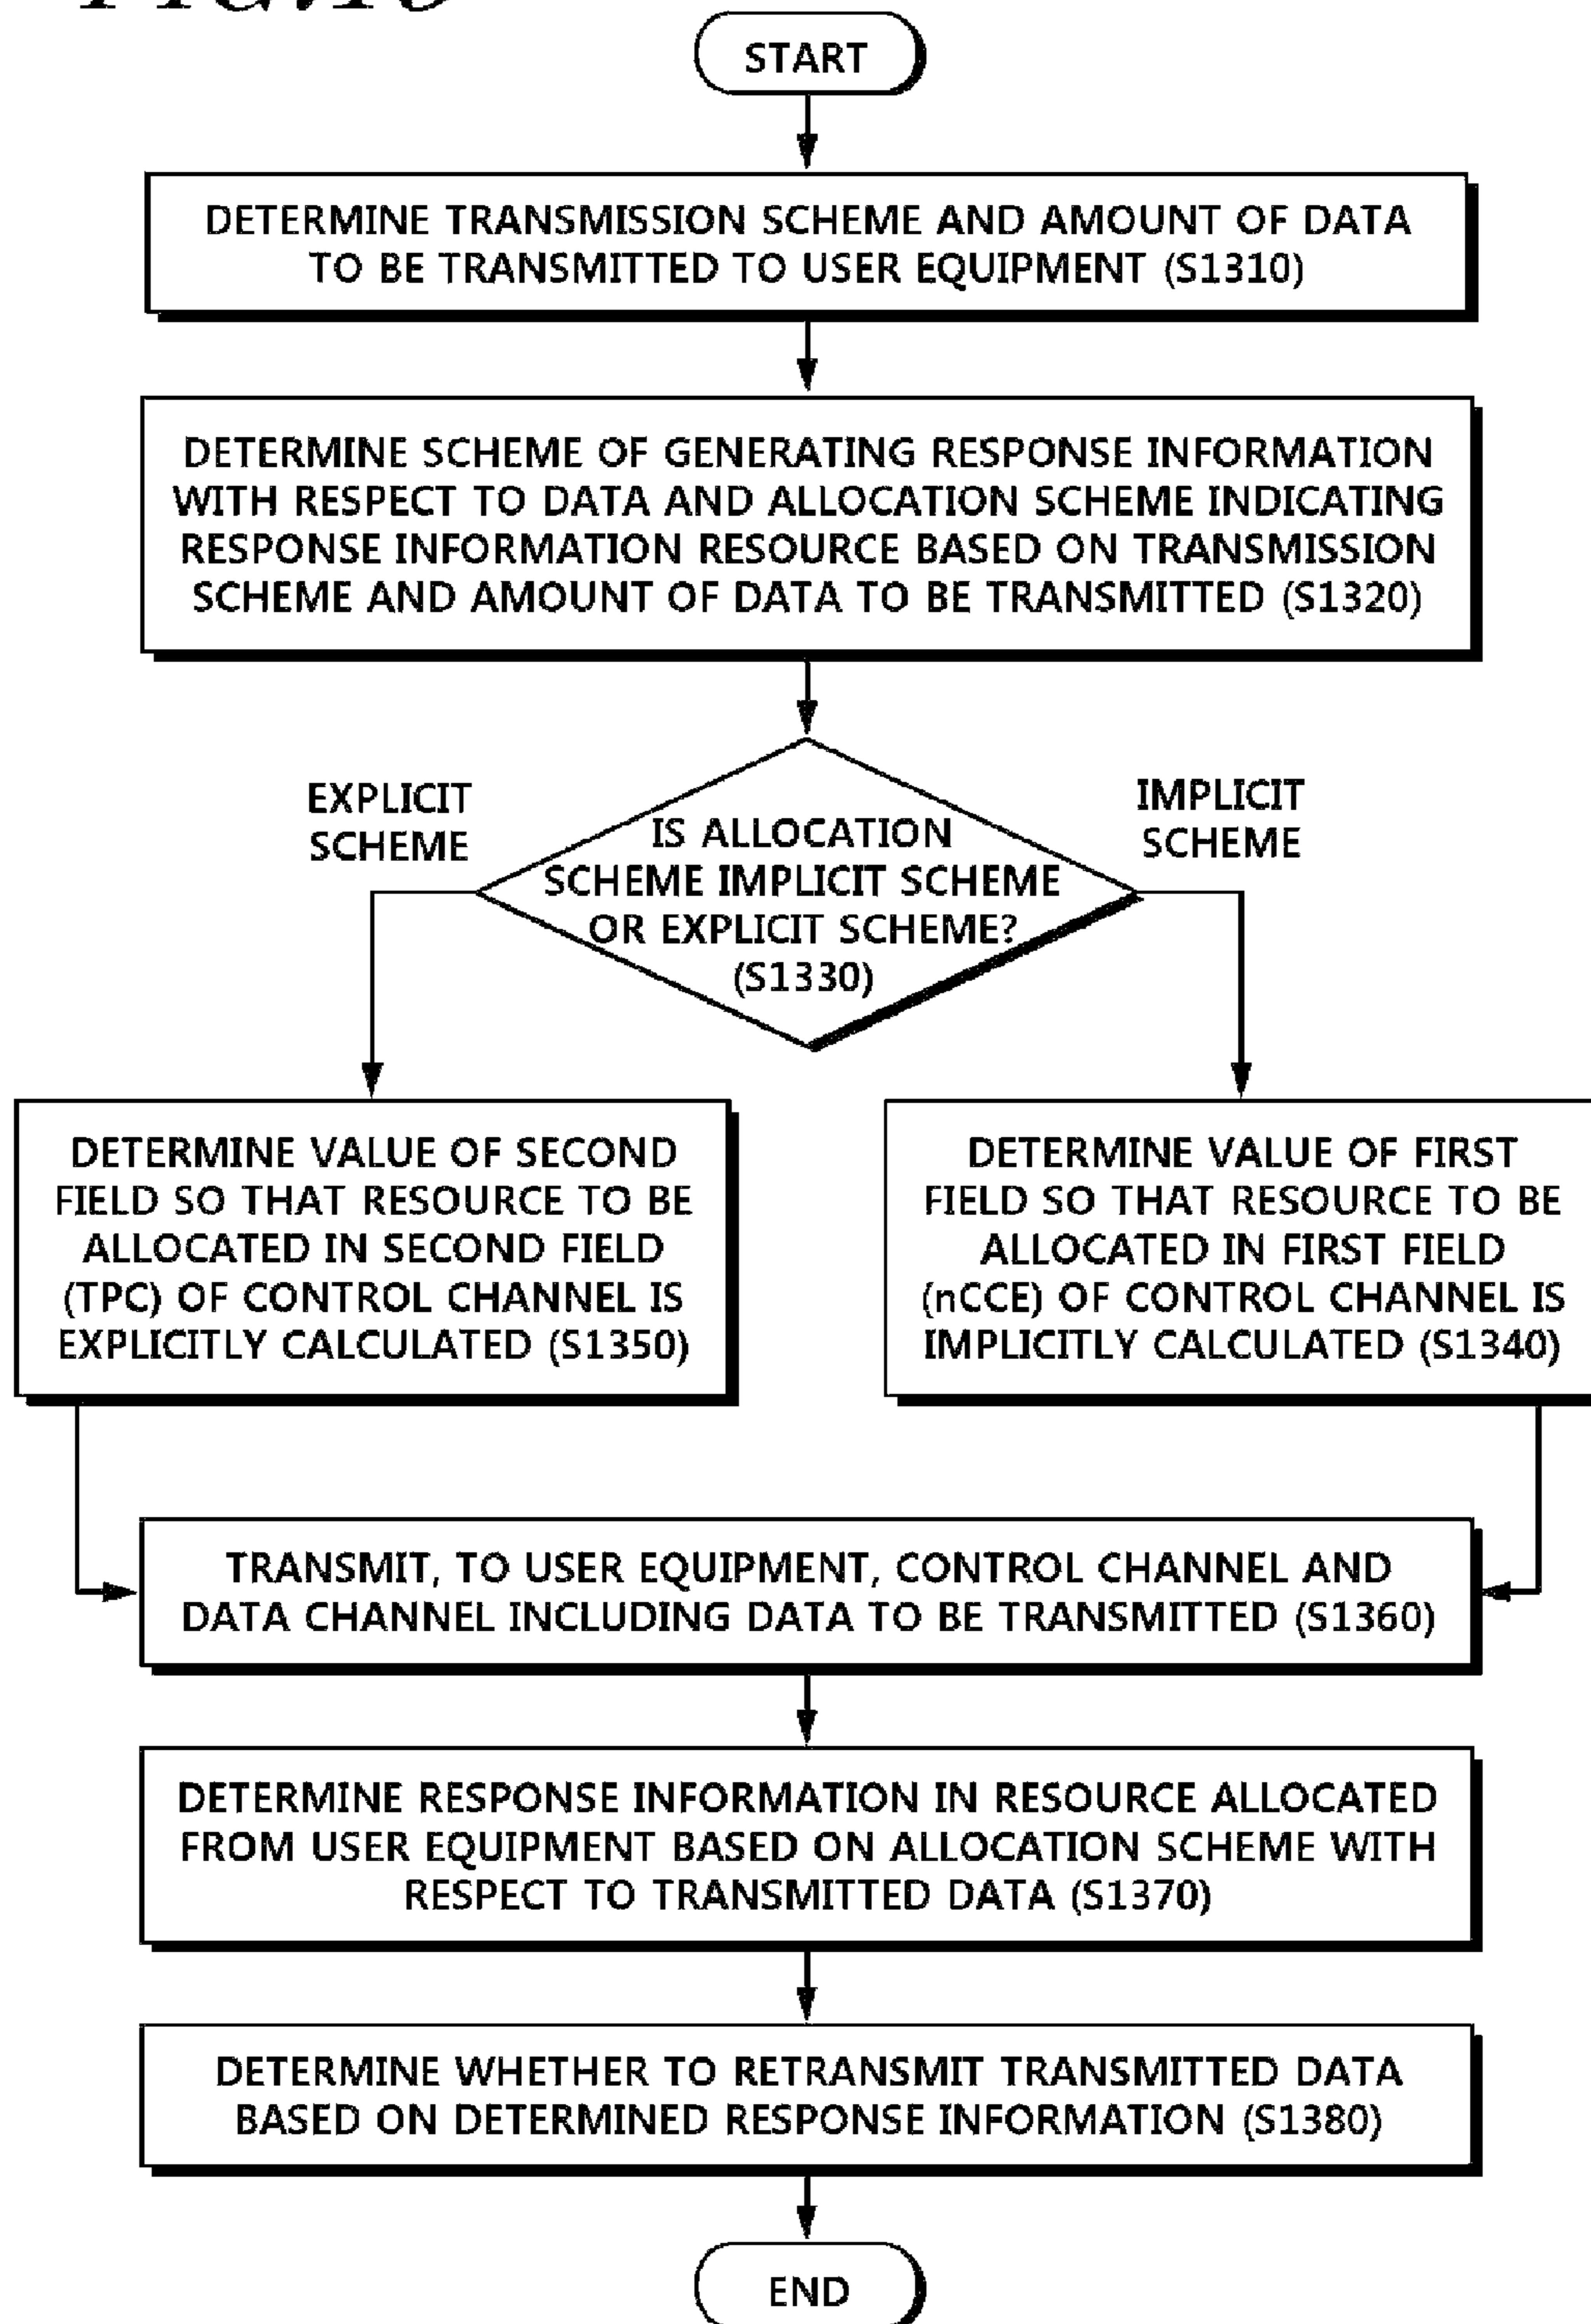 START
DETERMINE TRANSMISSION SCHEME AND AMOUNT OF DATA
TO BE TRANSMITTED TO USER EQUIPMENT (S1310)
DETERMINE SCHEME OF GENERATING RESPONSE INFORMATION
WITH RESPECT TO DATA AND ALLOCATION SCHEME INDICATING
RESPONSE INFORMATION RESOURCE BASED ON TRANSMISSION
SCHEME AND AMOUNT OF DATA TO BE TRANSMITTED (S1320)
EXPLICIT
SCHEME
IMPLICIT
SCHEME
IS ALLOCATION
SCHEME IMPLICIT SCHEME
OR EXPLICIT SCHEME?
(S1330)
DETERMINE VALUE OF SECOND
FIELD SO THAT RESOURCE TO BE
ALLOCATED IN SECOND FIELD
(TPC) OF CONTROL CHANNEL IS
EXPLICITLY CALCULATED (S1350)
DETERMINE VALUE OF FIRST
FIELD SO THAT RESOURCE TO BE
ALLOCATED IN FIRST FIELD
(nCCE) OF CONTROL CHANNEL IS
IMPLICITLY CALCULATED (S1340)
TRANSMIT, TO USER EQUIPMENT, CONTROL CHANNEL AND
DATA CHANNEL INCLUDING DATA TO BE TRANSMITTED (S1360)
DETERMINE RESPONSE INFORMATION IN RESOURCE ALLOCATED
FROM USER EQUIPMENT BASED ON ALLOCATION SCHEME WITH
RESPECT TO TRANSMITTED DATA (S1370)
DETERMINE WHETHER TO RETRANSMIT TRANSMITTED DATA
BASED ON DETERMINED RESPONSE INFORMATION (S1380)
END